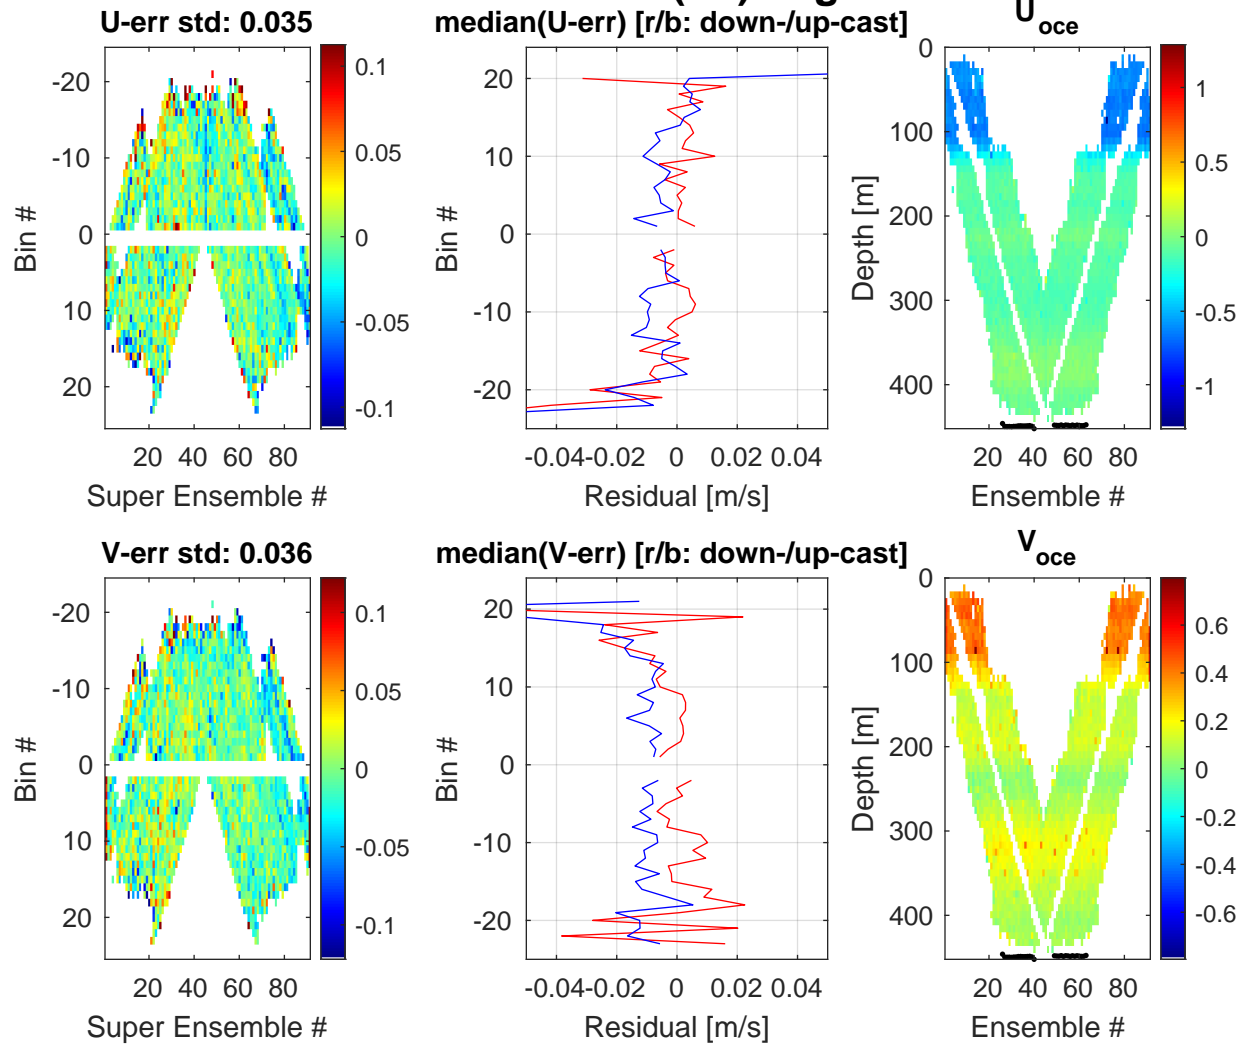 U-err std: 0.035
median(U-err) [r/b: down-/up-cast]
U oce
-20
-10
0
10
20
Bin #
20 40 60 80
Super Ensemble #
0.1
0.05
0
-0.05
-0.1
20
10
0
-10
-20
Bin #
-0.04 -0.02 0 0.02 0.04
Residual [m/s]
0
100
200
300
400
Depth [m]
20 40 60 80
Ensemble #
1
0.5
0
-0.5
-1
V-err std: 0.036
median(V-err) [r/b: down-/up-cast]
V oce
-20
-10
0
10
20
Bin #
20 40 60 80
Super Ensemble #
0.1
0.05
0
-0.05
-0.1
20
10
0
-10
-20
Bin #
-0.04 -0.02 0 0.02 0.04
Residual [m/s]
0
100
200
300
400
Depth [m]
20 40 60 80
Ensemble #
0.6
0.4
0.2
0
-0.2
-0.4
-0.6